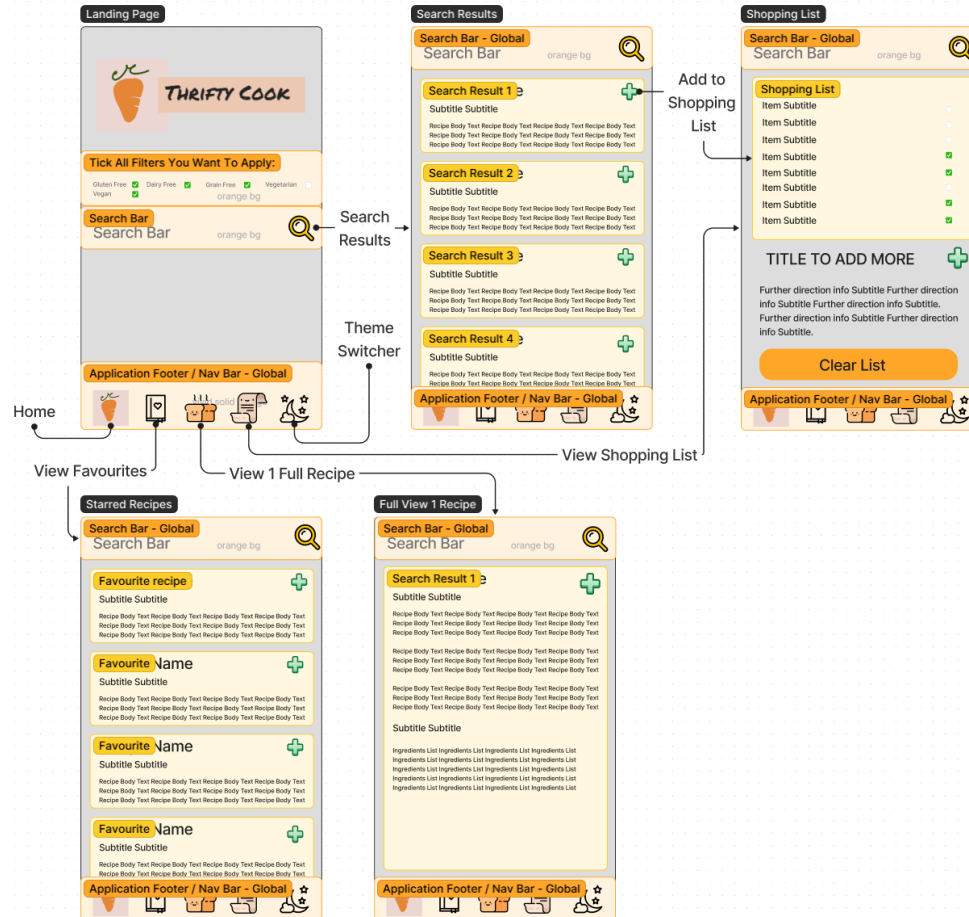 Landing Page
THRIFTY COOK
Tick All Filters You Want To Apply:
Gluten Free Dairy Free Grain Free Vegetarian
Vegan
orange bg
Search Bar
Search Bar
orange bg
Application Footer / Nav Bar - Global
solid
Home
Search
Results
Theme
Switcher
View Favourites
View 1 Full Recipe
View Shopping List
Search Results
Search Bar - Global
Search Bar
orange bg
Search Result 1
Subtitle Subtitle
Recipe Body Text Recipe Body Text Recipe Body Text Recipe Body Text
Recipe Body Text Recipe Body Text Recipe Body Text Recipe Body Text
Recipe Body Text Recipe Body Text Recipe Body Text Recipe Body Text
Search Result 2
Subtitle Subtitle
Recipe Body Text Recipe Body Text Recipe Body Text Recipe Body Text
Recipe Body Text Recipe Body Text Recipe Body Text Recipe Body Text
Recipe Body Text Recipe Body Text Recipe Body Text Recipe Body Text
Search Result 3
Subtitle Subtitle
Recipe Body Text Recipe Body Text Recipe Body Text Recipe Body Text
Recipe Body Text Recipe Body Text Recipe Body Text Recipe Body Text
Recipe Body Text Recipe Body Text Recipe Body Text Recipe Body Text
Search Result 4
Subtitle Subtitle
Recipe Body Text Recipe Body Text Recipe Body Text Recipe Body Text
Recipe Body Text Recipe Body Text Recipe Body Text Recipe Body Text
Application Footer / Nav Bar - Global
Add to
Shopping
List
Shopping List
Search Bar - Global
Search Bar
orange bg
Shopping List
Item Subtitle
Item Subtitle
Item Subtitle
Item Subtitle
Item Subtitle
Item Subtitle
Item Subtitle
Item Subtitle
TITLE TO ADD MORE
Further direction info Subtitle Further direction
info Subtitle Further direction info Subtitle.
Further direction info Subtitle Further direction
info Subtitle.
Clear List
Application Footer / Nav Bar - Global
Starred Recipes
Search Bar - Global
Search Bar
orange bg
Favourite recipe
Subtitle Subtitle
Recipe Body Text Recipe Body Text Recipe Body Text Recipe Body Text
Recipe Body Text Recipe Body Text Recipe Body Text Recipe Body Text
Recipe Body Text Recipe Body Text Recipe Body Text Recipe Body Text
Favourite Name
Subtitle Subtitle
Recipe Body Text Recipe Body Text Recipe Body Text Recipe Body Text
Recipe Body Text Recipe Body Text Recipe Body Text Recipe Body Text
Recipe Body Text Recipe Body Text Recipe Body Text Recipe Body Text
Favourite Name
Subtitle Subtitle
Recipe Body Text Recipe Body Text Recipe Body Text Recipe Body Text
Recipe Body Text Recipe Body Text Recipe Body Text Recipe Body Text
Recipe Body Text Recipe Body Text Recipe Body Text Recipe Body Text
Favourite Name
Subtitle Subtitle
Recipe Body Text Recipe Body Text Recipe Body Text Recipe Body Text
Recipe Body Text Recipe Body Text Recipe Body Text Recipe Body Text
Application Footer / Nav Bar - Global
Full View 1 Recipe
Search Bar - Global
Search Bar
orange bg
Search Result 1
Subtitle Subtitle
Recipe Body Text Recipe Body Text Recipe Body Text Recipe Body Text
Recipe Body Text Recipe Body Text Recipe Body Text Recipe Body Text
Recipe Body Text Recipe Body Text Recipe Body Text Recipe Body Text
Recipe Body Text Recipe Body Text Recipe Body Text Recipe Body Text
Recipe Body Text Recipe Body Text Recipe Body Text Recipe Body Text
Recipe Body Text Recipe Body Text Recipe Body Text Recipe Body Text
Recipe Body Text Recipe Body Text Recipe Body Text Recipe Body Text
Recipe Body Text Recipe Body Text Recipe Body Text Recipe Body Text
Recipe Body Text Recipe Body Text Recipe Body Text Recipe Body Text
Subtitle Subtitle
Ingredients List Ingredients List Ingredients List Ingredients List
Ingredients List Ingredients List Ingredients List Ingredients List
Ingredients List Ingredients List Ingredients List Ingredients List
Ingredients List Ingredients List Ingredients List Ingredients List
Ingredients List Ingredients List Ingredients List Ingredients List
Application Footer / Nav Bar - Global